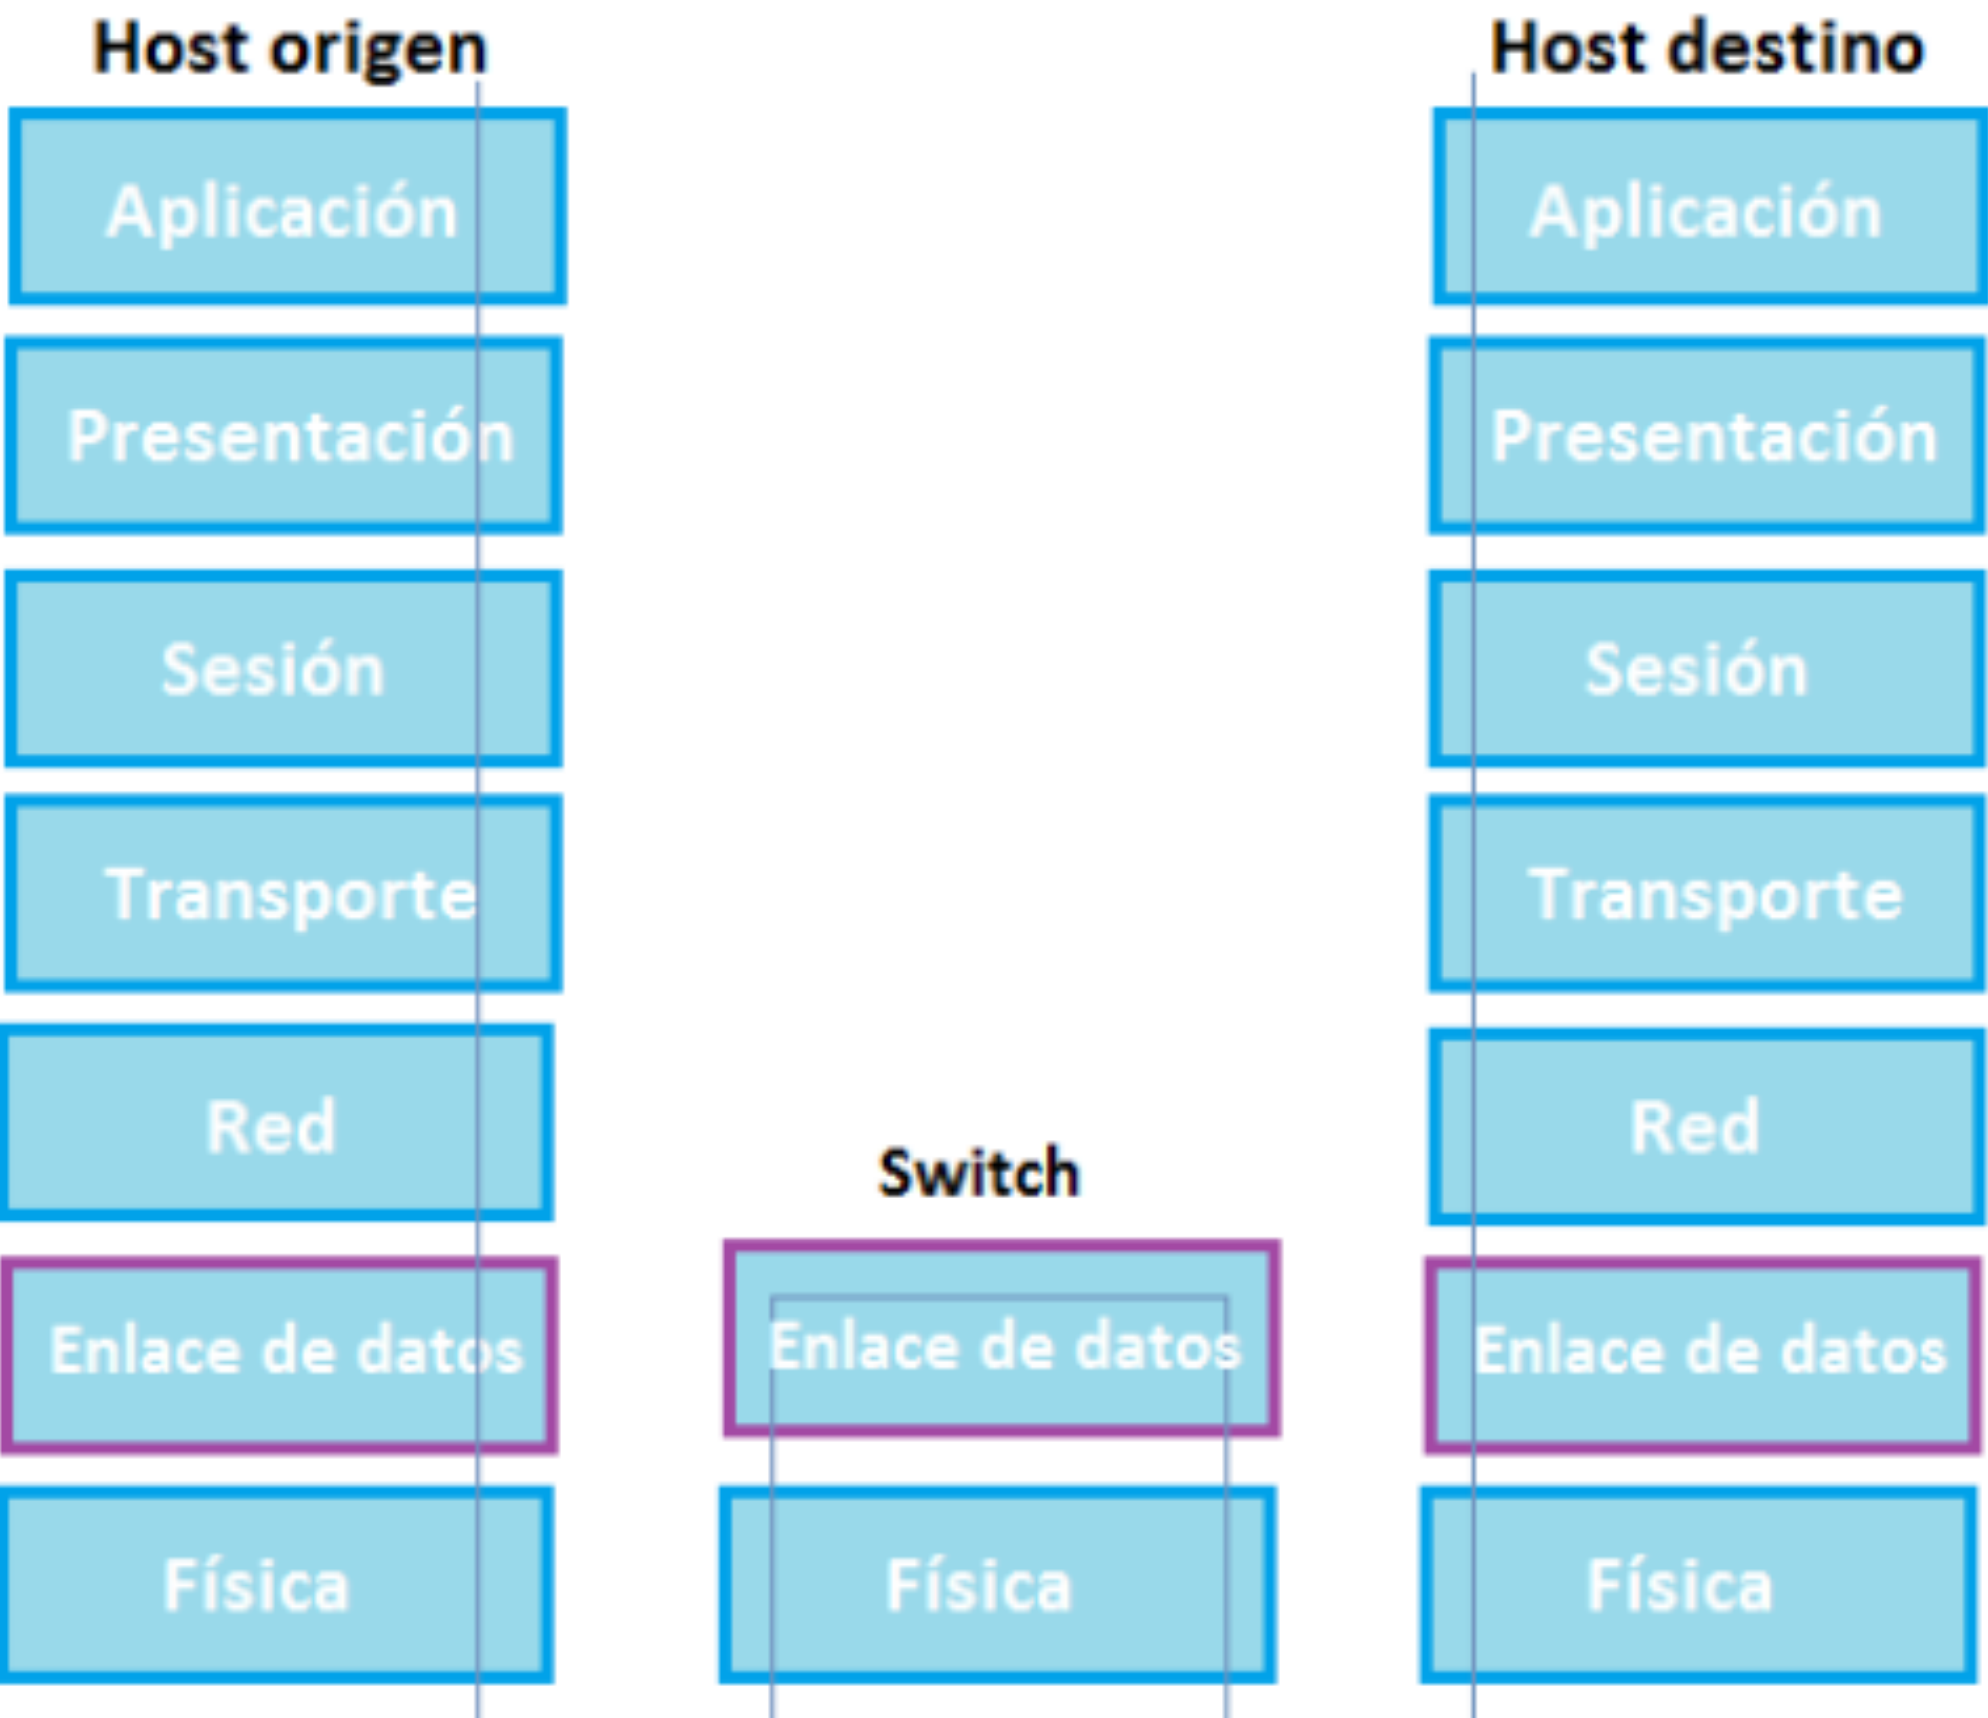 Host origen
Aplicación
Presentación
Sesión
Transporte
Red
Enlace de datos
Física
Switch
Enlace de datos
Física
Host destino
Aplicación
Presentación
Sesión
Transporte
Red
Enlace de datos
Física